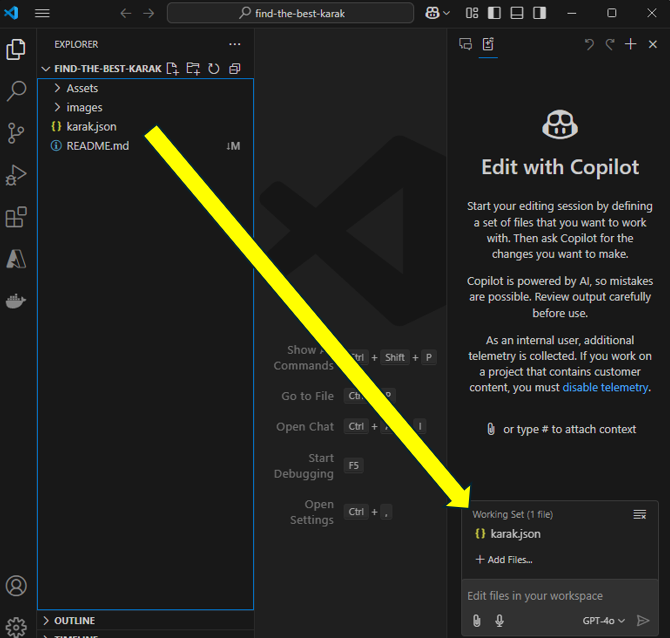 find-the-best-karak
EXPLORER
FIND-THE-BEST-KARAK
Assets
images
{} karak.json
README.md
↓M
Show
Commands
Ctrl + Shift + P
Go to File
Open Chat
Ctrl + I
Start
Debugging
F5
Open
Settings
Ctrl + ,
OUTLINE
TIMELINE
Edit with Copilot
Start your editing session by defining
a set of files that you want to work
with. Then ask Copilot for the
changes you want to make.
Copilot is powered by AI, so mistakes
are possible. Review output carefully
before use.
As an internal user, additional
telemetry is collected. If you work on
a project that contains customer
content, you must disable telemetry.
or type # to attach context
Working Set (1 file)
{} karak.json
+ Add Files...
Edit files in your workspace
GPT-4o